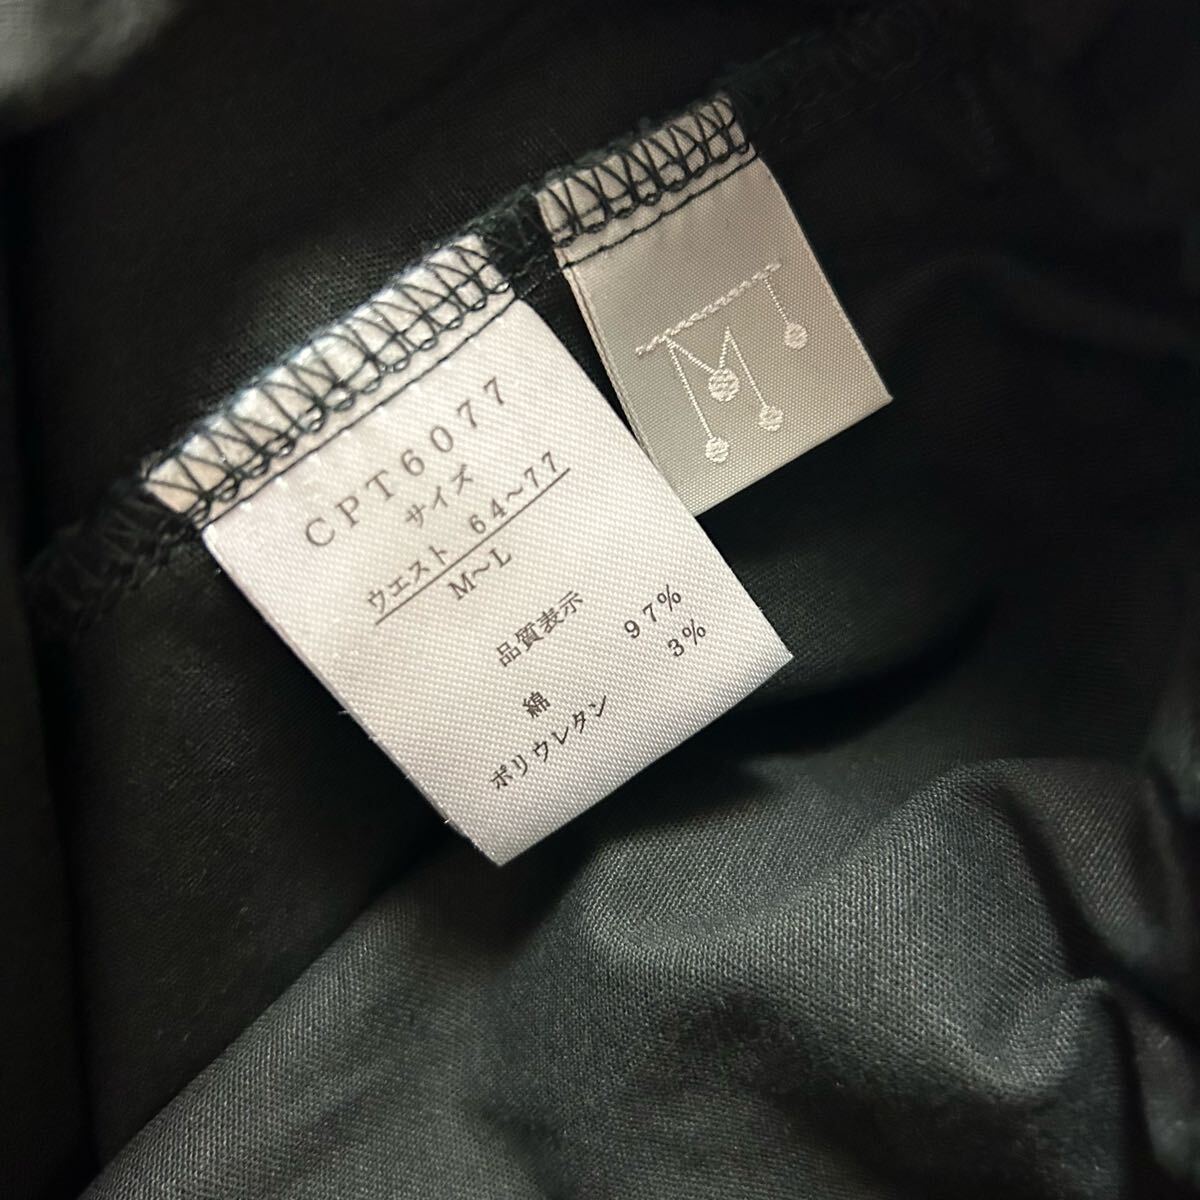 CPT6077
サイズ
ウエスト 64～77
M～L
品質表示
綿 97%
ポリウレタン 3%
M